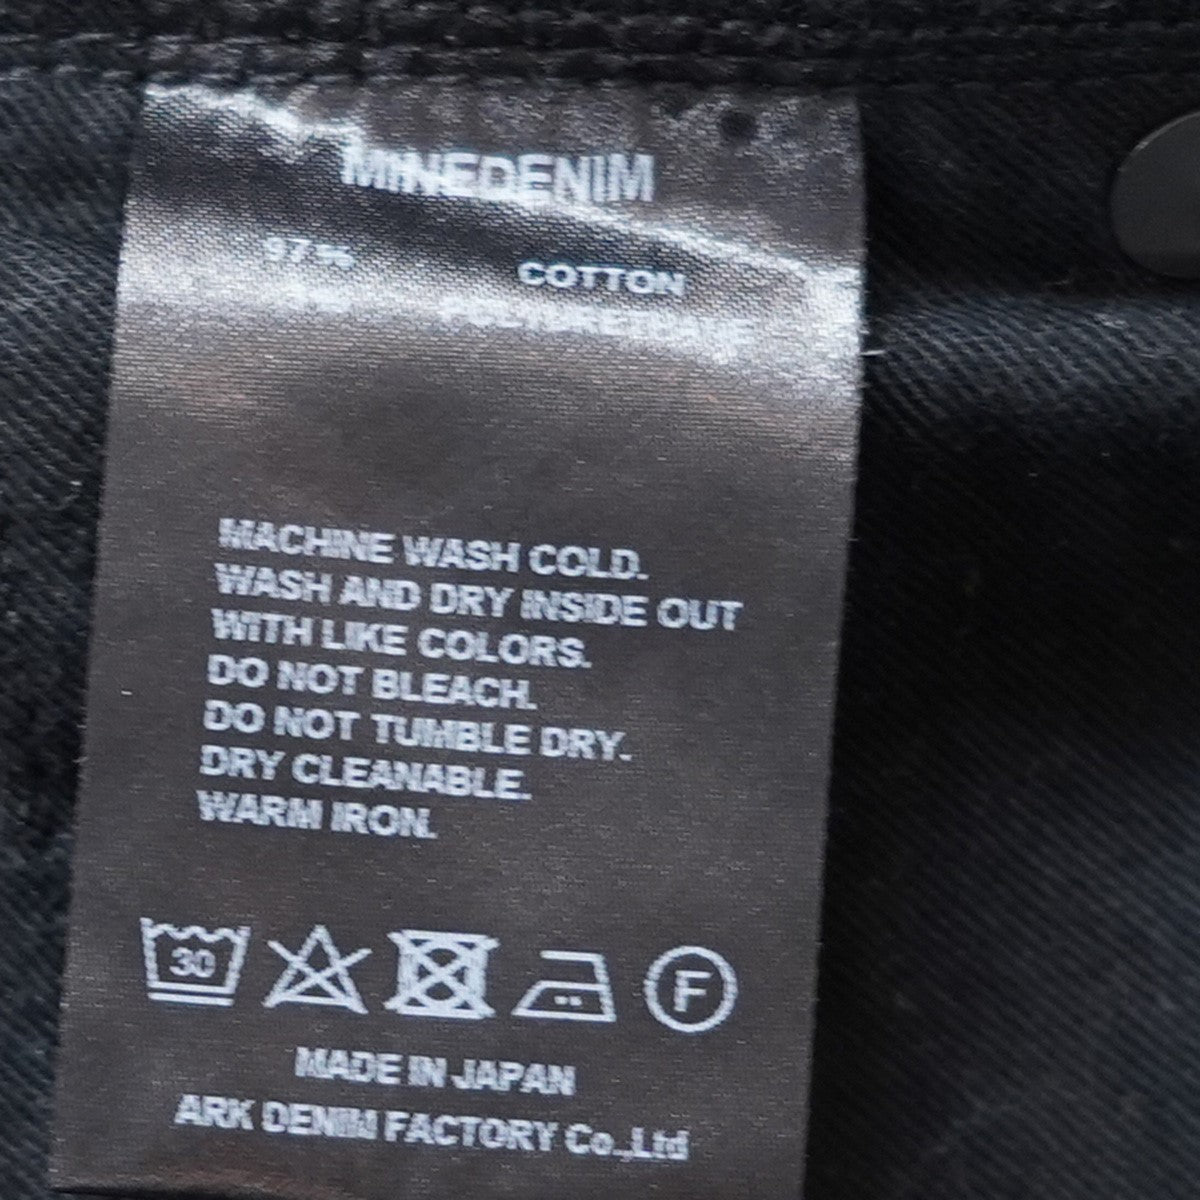 MINEDENIM
97% COTTON
MACHINE WASH COLD.
WASH AND DRY INSIDE OUT
WITH LIKE COLORS.
DO NOT BLEACH.
DO NOT TUMBLE DRY.
DRY CLEANABLE.
WARM IRON.
30 F
MADE IN JAPAN
ARK DENIM FACTORY Co.,Ltd